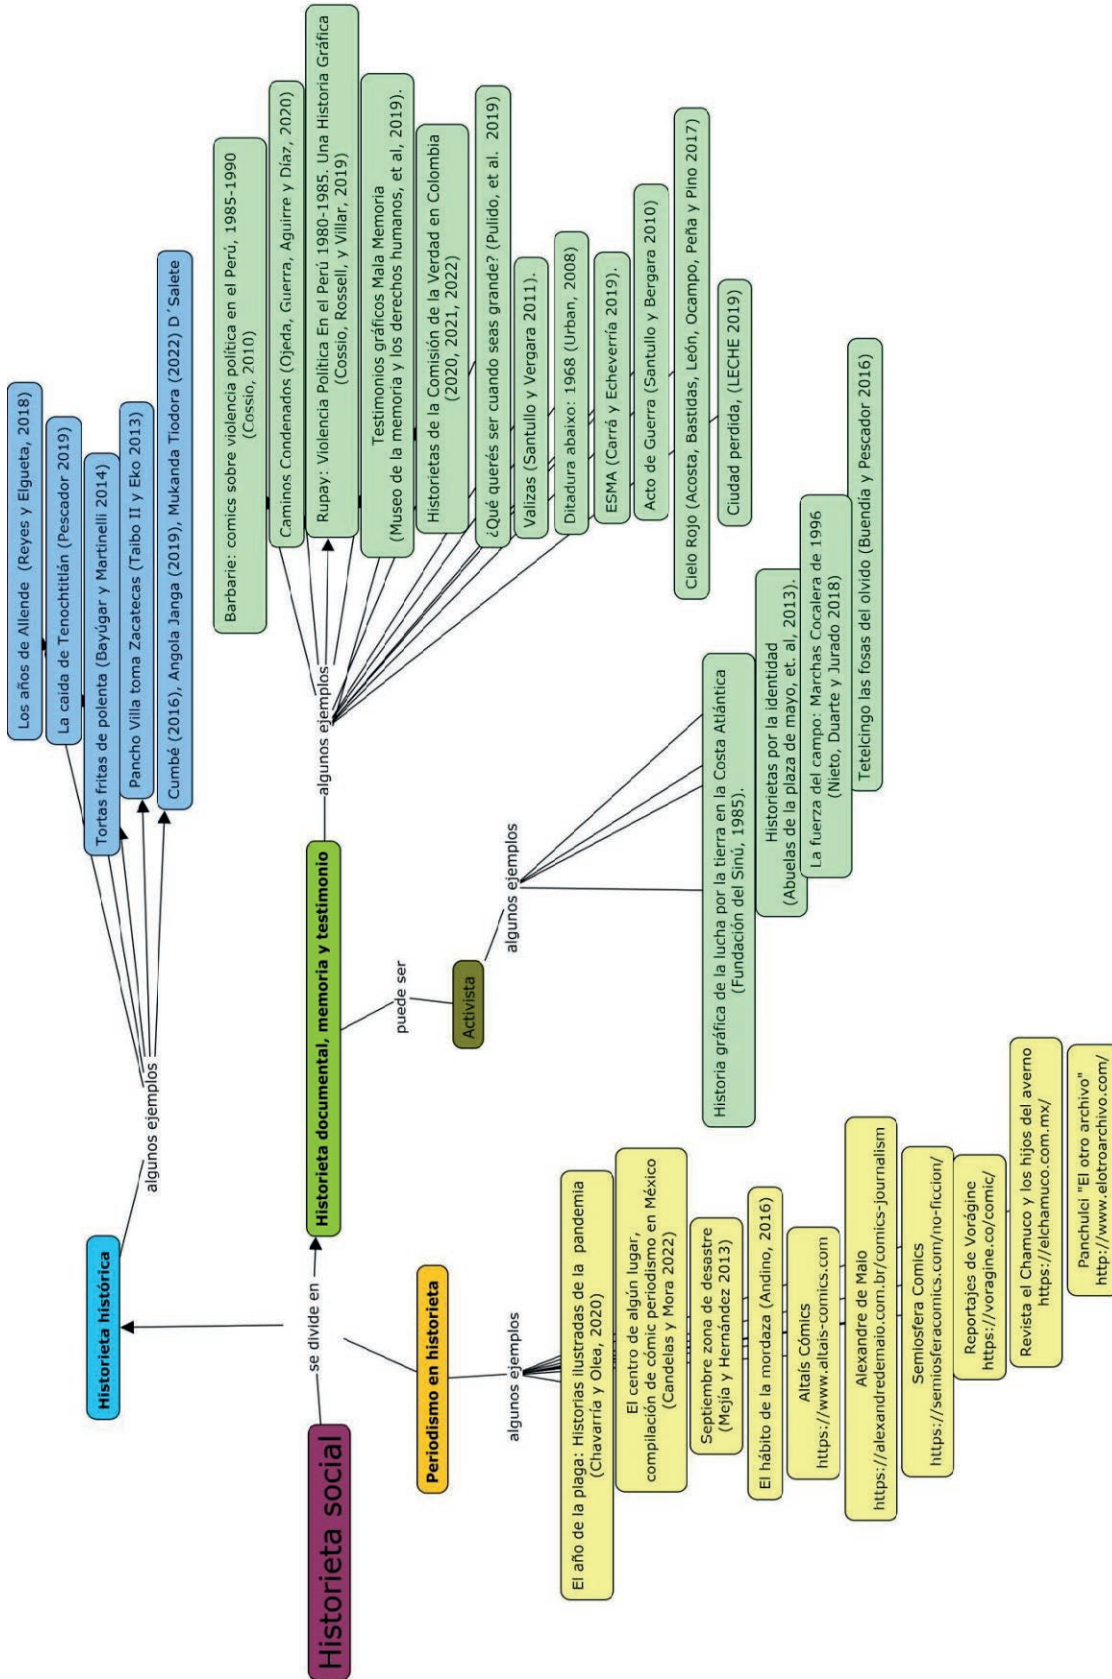 Historieta social
se divide en
Historieta histórica
algunos ejemplos
Los años de Allende (Reyes y Elgueta, 2018)
La caida de Tenochtitlán (Pescador 2019)
Tortas fritas de polenta (Bayúgar y Martinelli 2014)
Pancho Villa toma Zacatecas (Taibo II y Eko 2013)
Cumbé (2016), Angola Janga (2019), Mukanda Tiodora (2022) D´Salete
Historieta documental, memoria y testimonio
algunos ejemplos
Barbarie: comics sobre violencia política en el Perú, 1985-1990
(Cossio, 2010)
Caminos Condenados (Ojeda, Guerra, Aguirre y Díaz, 2020)
Rupay: Violencia Política En el Perú 1980-1985. Una Historia Gráfica
(Cossio, Rossell, y Villar, 2019)
Testimonios gráficos Mala Memoria
(Museo de la memoria y los derechos humanos, et al, 2019).
Historietas de la Comisión de la Verdad en Colombia
(2020, 2021, 2022)
¿Qué querés ser cuando seas grande? (Pulido, et al. 2019)
Valizas (Santullo y Vergara 2011).
Ditadura abaixo: 1968 (Urban, 2008)
ESMA (Carrá y Echeverría 2019).
Acto de Guerra (Santullo y Bergara 2010)
Cielo Rojo (Acosta, Bastidas, León, Ocampo, Peña y Pino 2017)
Ciudad perdida, (LECHE 2019)
puede ser
Activista
algunos ejemplos
Historia gráfica de la lucha por la tierra en la Costa Atlántica
(Fundación del Sinú, 1985).
Historietas por la identidad
(Abuelas de la plaza de mayo, et. al, 2013).
La fuerza del campo: Marchas Cocalera de 1996
(Nieto, Duarte y Jurado 2018)
Tetelcingo las fosas del olvido (Buendía y Pescador 2016)
Periodismo en historieta
algunos ejemplos
El año de la plaga: Historias ilustradas de la pandemia
(Chavarría y Olea, 2020)
El centro de algún lugar,
compilación de cómic periodismo en México
(Candelas y Mora 2022)
Septiembre zona de desastre
(Mejía y Hernández 2013)
El hábito de la mordaza (Andino, 2016)
Altaïs Cómics
https://www.altais-comics.com
Alexandre de Maio
https://alexandredemaio.com.br/comics-journalism
Semiosfera Comics
https://semiosferacomics.com/no-ficcion/
Reportajes de Vorágine
https://voragine.co/comic/
Revista el Chamuco y los hijos del averno
https://elchamuco.com.mx/
Panchulei "El otro archivo"
http://www.elotroarchivo.com/